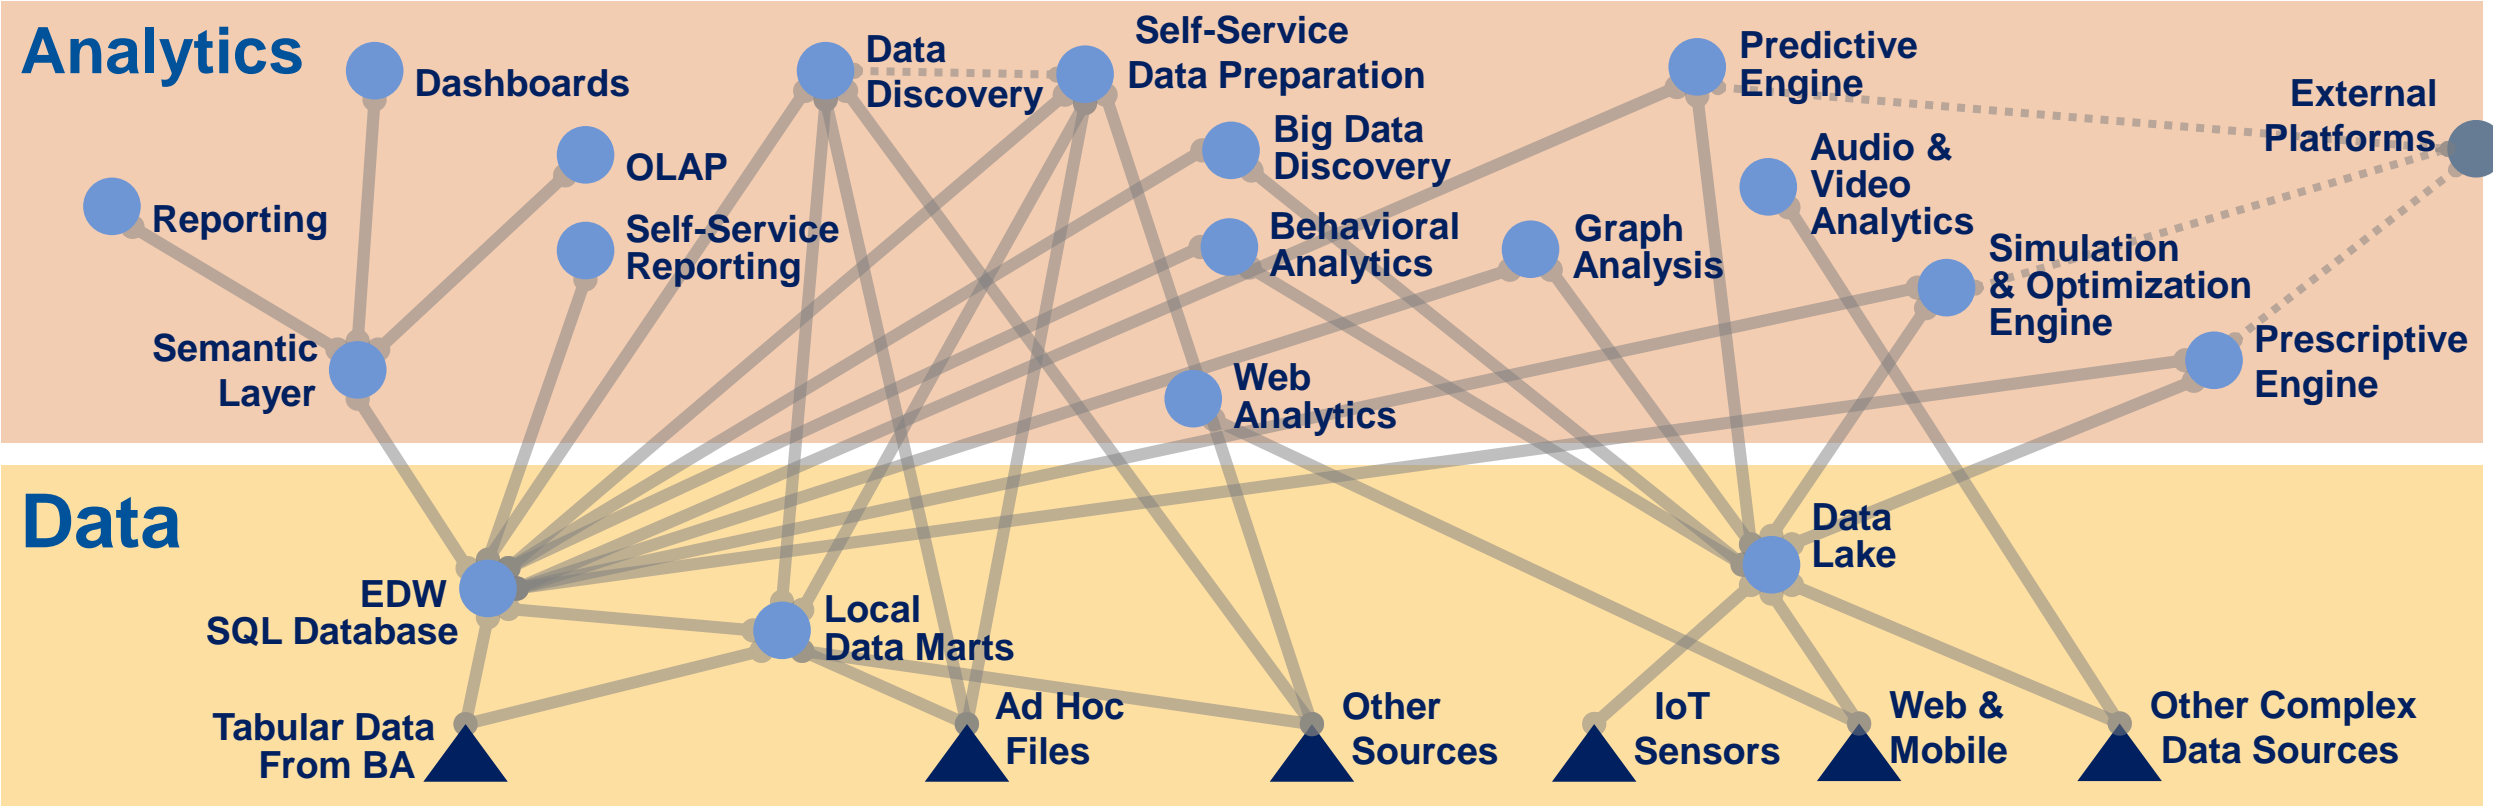 Analytics
Dashboards
Data
Discovery
Self-Service
Data Preparation
Predictive
Engine
External
Platforms
OLAP
Big Data
Discovery
Audio &
Video
Analytics
Reporting
Self-Service
Reporting
Behavioral
Analytics
Graph
Analysis
Simulation
& Optimization
Engine
Semantic
Layer
Web
Analytics
Prescriptive
Engine
Data
Data
Lake
EDW
SQL Database
Local
Data Marts
Tabular Data
From BA
Ad Hoc
Files
Other
Sources
IoT
Sensors
Web &
Mobile
Other Complex
Data Sources